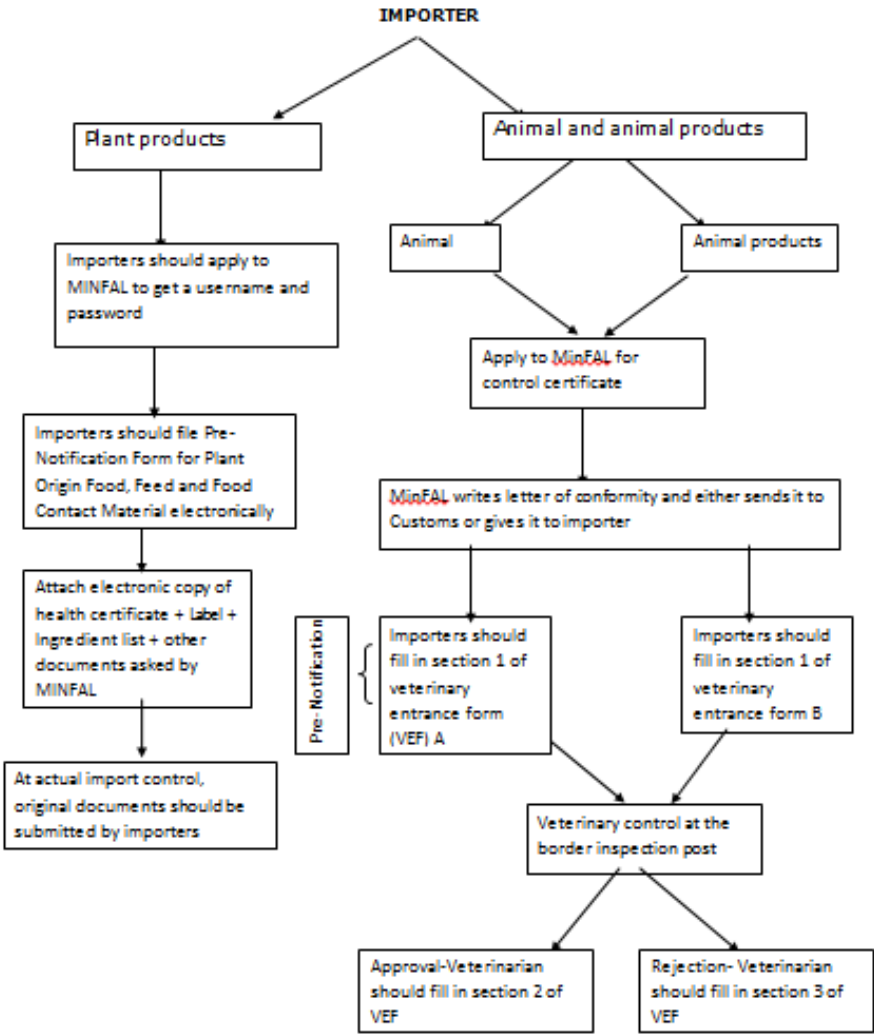 IMPORTER
Plant products
Animal and animal products
Animal
Animal products
Importers should apply to
MINFAL to get a username and
password
Apply to MinFAL for
control certificate
Importers should file Pre-
Notification Form for Plant
Origin Food, Feed and Food
Contact Material electronically
MinFAL writes letter of conformity and either sends it to
Customs or gives it to importer
Attach electronic copy of
health certificate + Label +
Ingredient list + other
documents asked by
MINFAL
Pre-Notification
Importers should
fill in section 1 of
veterinary
entrance form
(VEF) A
Importers should
fill in section 1 of
veterinary
entrance form B
At actual import control,
original documents should be
submitted by importers
Veterinary control at the
border inspection post
Approval-Veterinarian
should fill in section 2 of
VEF
Rejection- Veterinarian
should fill in section 3 of
VEF